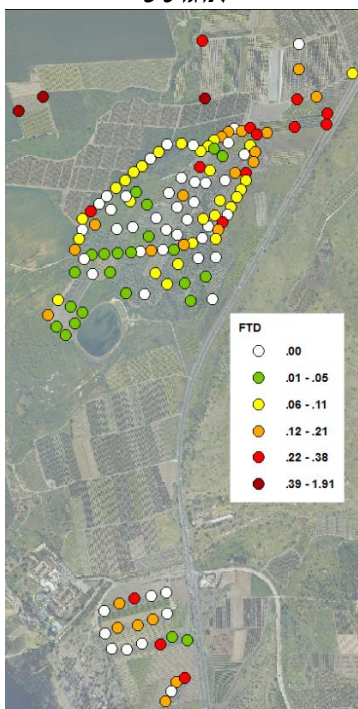 FTD
.00
.01 - .05
.06 - .11
.12 - .21
.22 - .38
.39 - 1.91